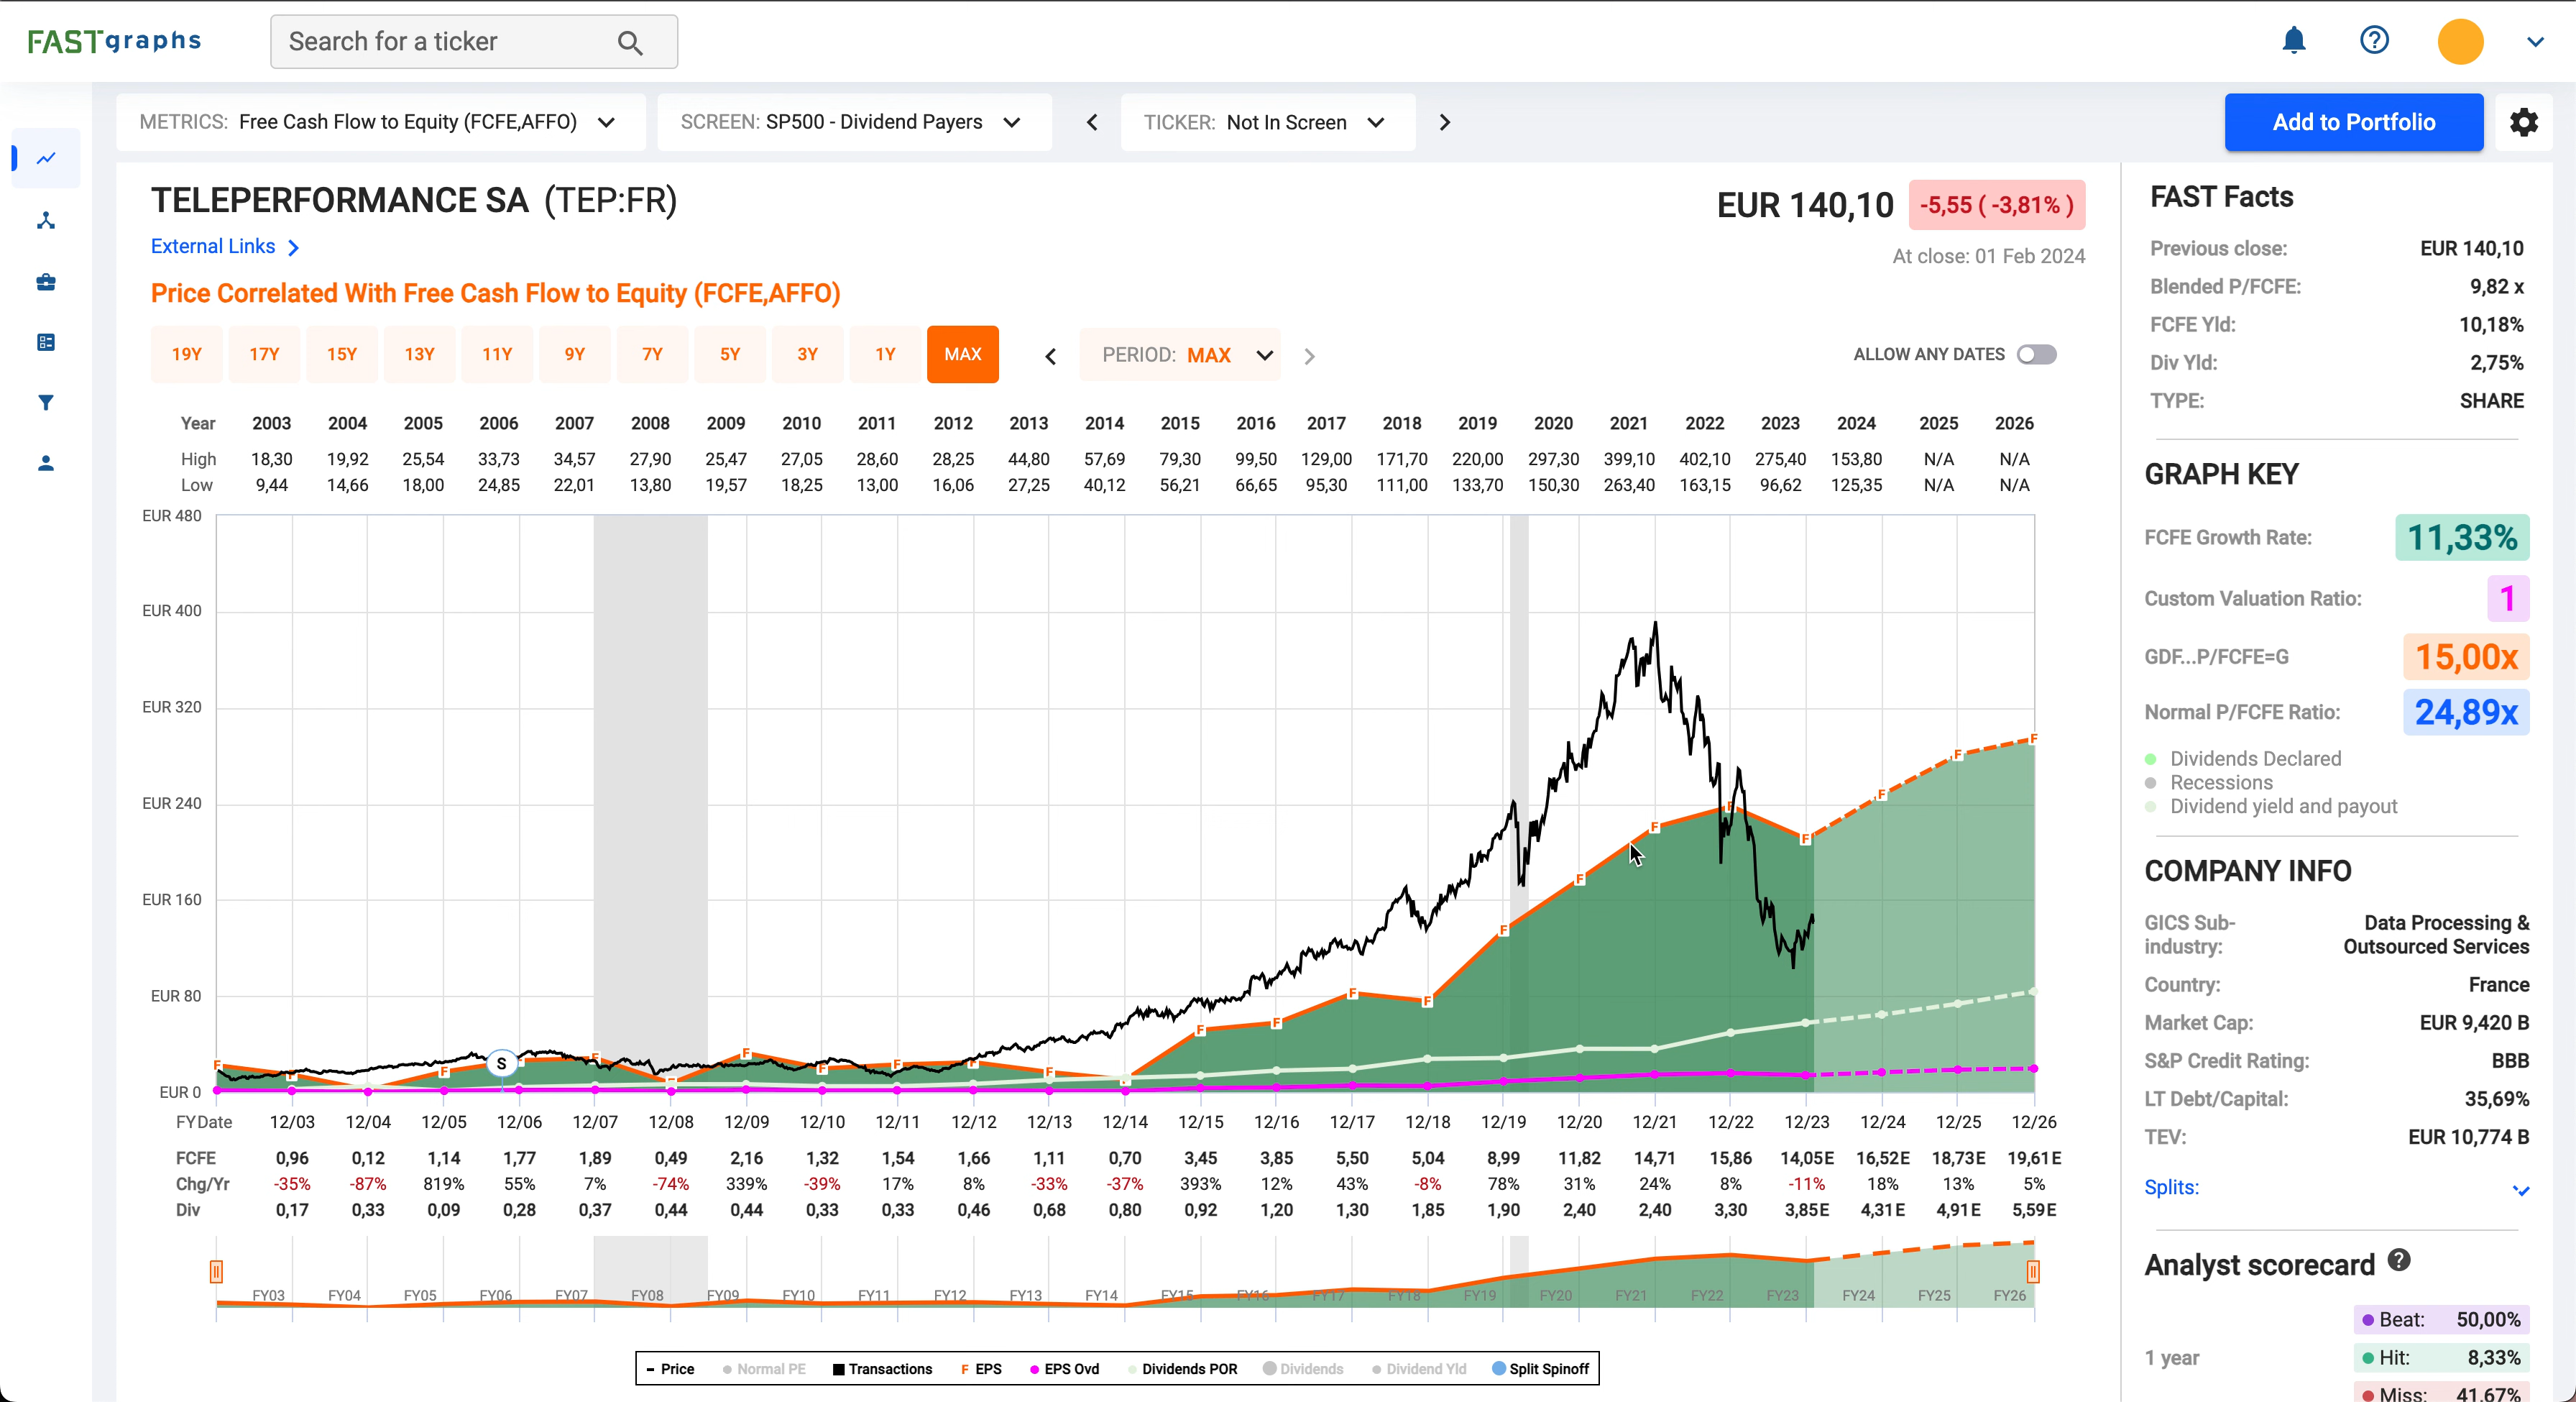 FASTgraphs
Search for a ticker
METRICS: Free Cash Flow to Equity (FCFE,AFFO)
SCREEN: SP500 - Dividend Payers
TICKER: Not In Screen
Add to Portfolio
TELEPERFORMANCE SA (TEP:FR)
EUR 140,10 -5,55 ( -3,81% )
External Links
At close: 01 Feb 2024
Price Correlated With Free Cash Flow to Equity (FCFE,AFFO)
19Y 17Y 15Y 13Y 11Y 9Y 7Y 5Y 3Y 1Y MAX
PERIOD: MAX
ALLOW ANY DATES
Year 2003 2004 2005 2006 2007 2008 2009 2010 2011 2012 2013 2014 2015 2016 2017 2018 2019 2020 2021 2022 2023 2024 2025 2026
High 18,30 19,92 25,54 33,73 34,57 27,90 25,47 27,05 28,60 28,25 44,80 57,69 79,30 99,50 129,00 171,70 220,00 297,30 399,10 402,10 275,40 153,80 N/A N/A
Low 9,44 14,66 18,00 24,85 22,01 13,80 19,57 18,25 13,00 16,06 27,25 40,12 56,21 66,65 95,30 111,00 133,70 150,30 263,40 163,15 96,62 125,35 N/A N/A
EUR 480
EUR 400
EUR 320
EUR 240
EUR 160
EUR 80
EUR 0
S
FYDate 12/03 12/04 12/05 12/06 12/07 12/08 12/09 12/10 12/11 12/12 12/13 12/14 12/15 12/16 12/17 12/18 12/19 12/20 12/21 12/22 12/23 12/24 12/25 12/26
FCFE 0,96 0,12 1,14 1,77 1,89 0,49 2,16 1,32 1,54 1,66 1,11 0,70 3,45 3,85 5,50 5,04 8,99 11,82 14,71 15,86 14,05E 16,52E 18,73E 19,61E
Chg/Yr -35% -87% 819% 55% 7% -74% 339% -39% 17% 8% -33% -37% 393% 12% 43% -8% 78% 31% 24% 8% -11% 18% 13% 5%
Div 0,17 0,33 0,09 0,28 0,37 0,44 0,44 0,33 0,33 0,46 0,68 0,80 0,92 1,20 1,30 1,85 1,90 2,40 2,40 3,30 3,85E 4,31E 4,91E 5,59E
FY03 FY04 FY05 FY06 FY07 FY08 FY09 FY10 FY11 FY12 FY13 FY14 FY15 FY16 FY17 FY18 FY19 FY20 FY21 FY22 FY23 FY24 FY25 FY26
Price Normal PE Transactions F EPS EPS Ovd Dividends POR Dividends Dividend Yld Split Spinoff
FAST Facts
Previous close: EUR 140,10
Blended P/FCFE: 9,82 x
FCFE Yld: 10,18%
Div Yld: 2,75%
TYPE: SHARE
GRAPH KEY
FCFE Growth Rate: 11,33%
Custom Valuation Ratio: 1
GDF...P/FCFE=G 15,00x
Normal P/FCFE Ratio: 24,89x
Dividends Declared
Recessions
Dividend yield and payout
COMPANY INFO
GICS Sub-industry: Data Processing &
Outsourced Services
Country: France
Market Cap: EUR 9,420 B
S&P Credit Rating: BBB
LT Debt/Capital: 35,69%
TEV: EUR 10,774 B
Splits:
Analyst scorecard
1 year
Beat: 50,00%
Hit: 8,33%
Miss: 41,67%